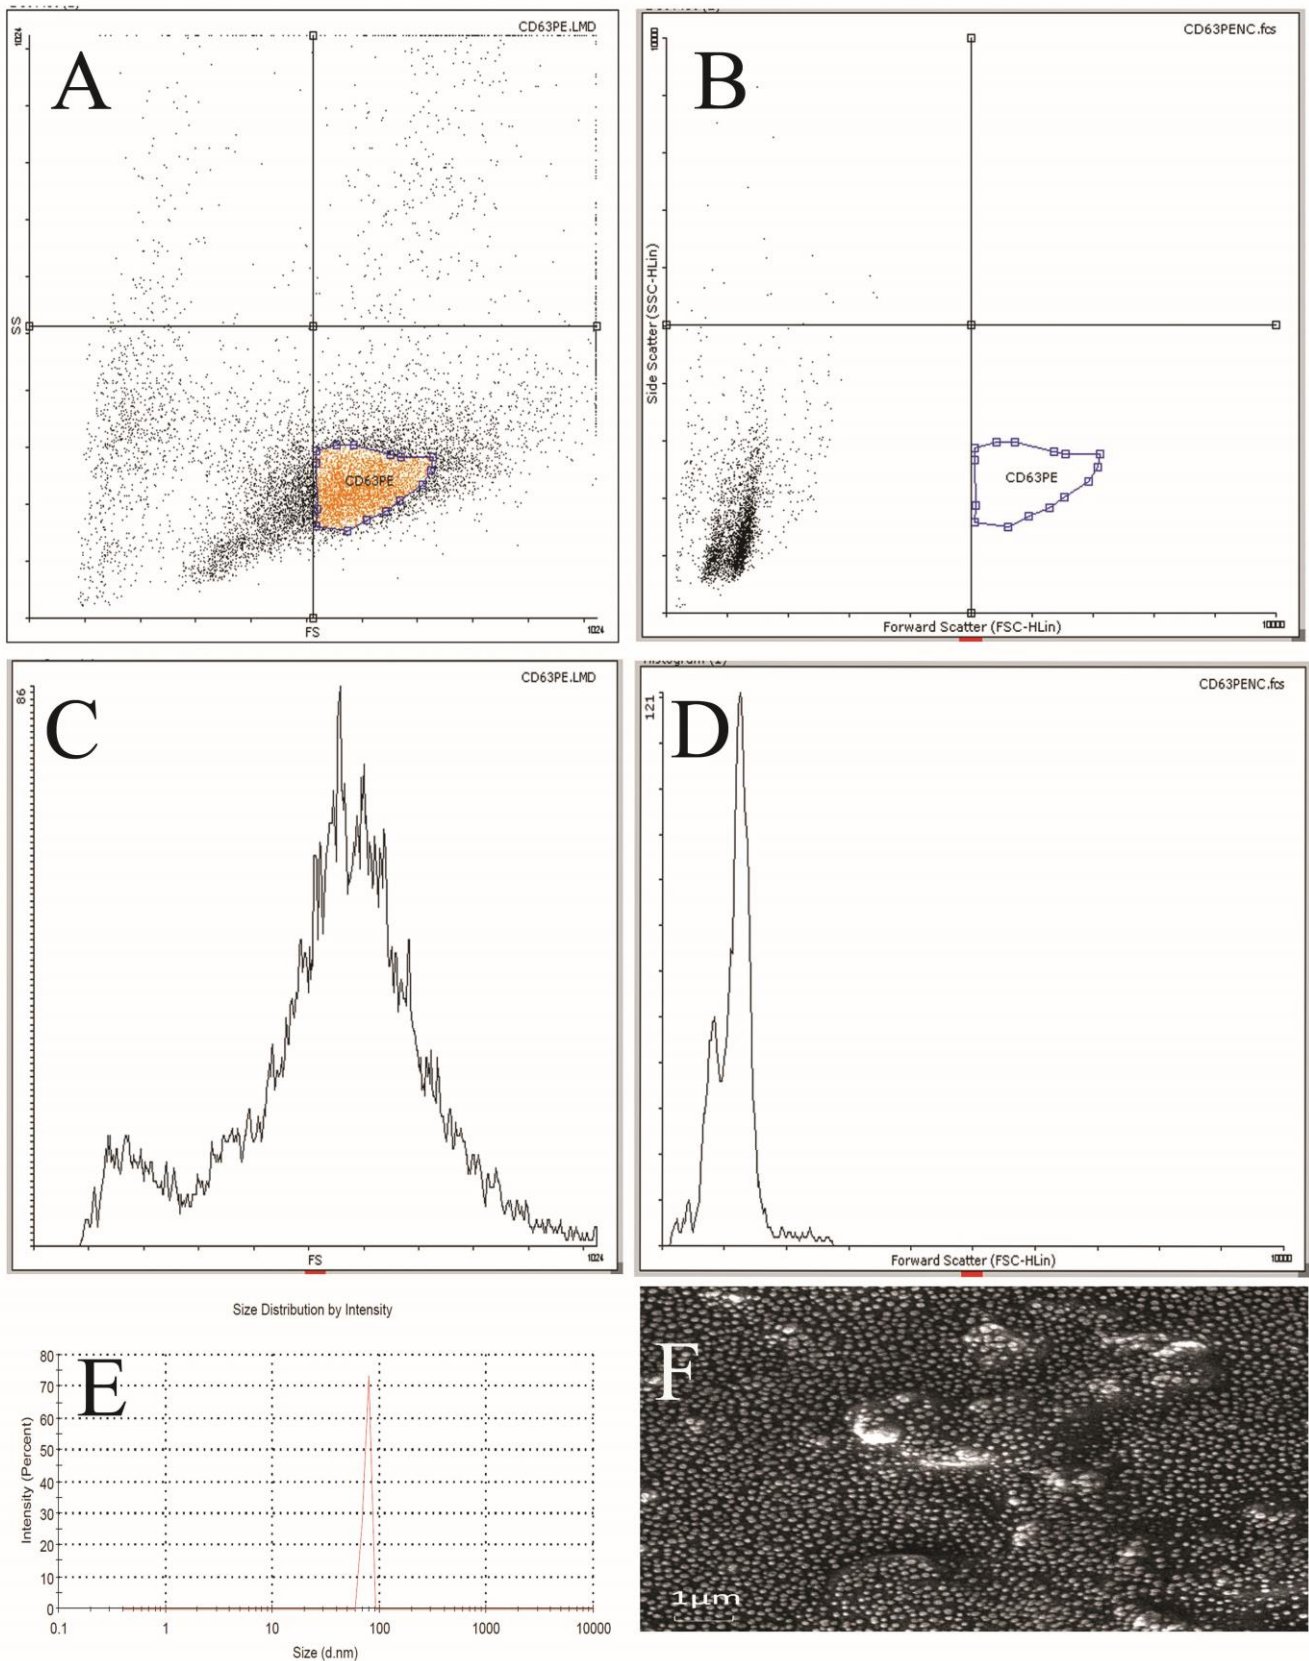 CD63PE.LMD
1024
A
SS
CD63PE
FS
1024
CD63PENC.fcs
B
Side Scatter (SSC-HLin)
CD63PE
Forward Scatter (FSC-HLin)
10000
CD63PE.LMD
86
C
FS
1024
CD63PENC.fcs
121
D
Forward Scatter (FSC-HLin)
10000
Size Distribution by Intensity
E
Intensity (Percent)
80
70
60
50
40
30
20
10
0
0.1 1 10 100 1000 10000
Size (d.nm)
F
1µm